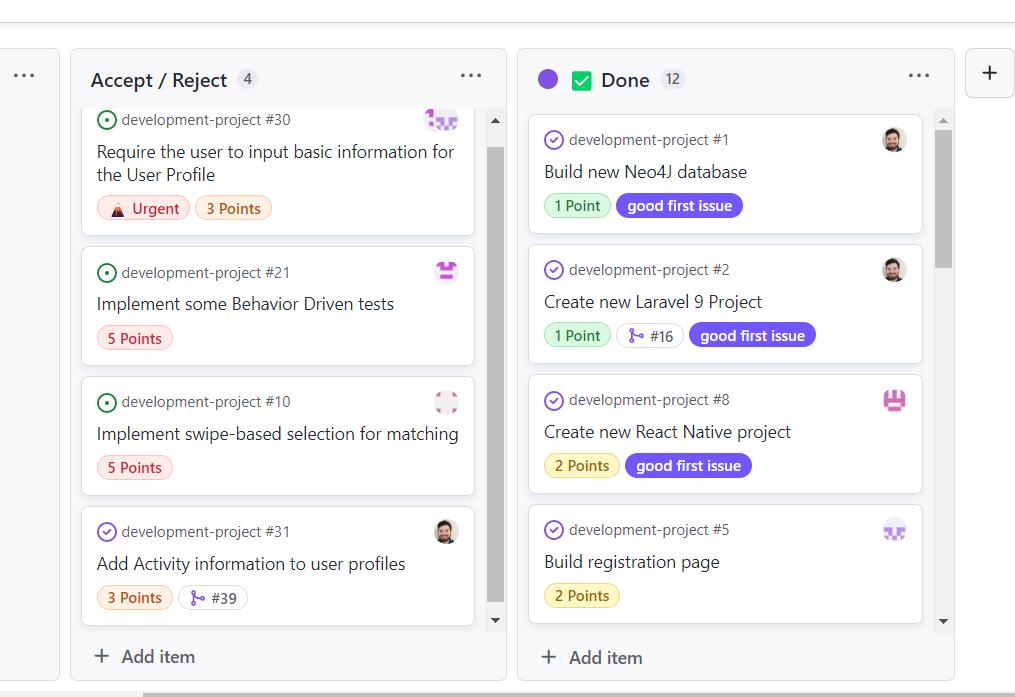 Accept / Reject 4
development-project #30
Require the user to input basic information for
the User Profile
Urgent 3 Points
development-project #21
Implement some Behavior Driven tests
5 Points
development-project #10
Implement swipe-based selection for matching
5 Points
development-project #31
Add Activity information to user profiles
3 Points #39
+ Add item
Done 12
development-project #1
Build new Neo4J database
1 Point good first issue
development-project #2
Create new Laravel 9 Project
1 Point #16 good first issue
development-project #8
Create new React Native project
2 Points good first issue
development-project #5
Build registration page
2 Points
+ Add item